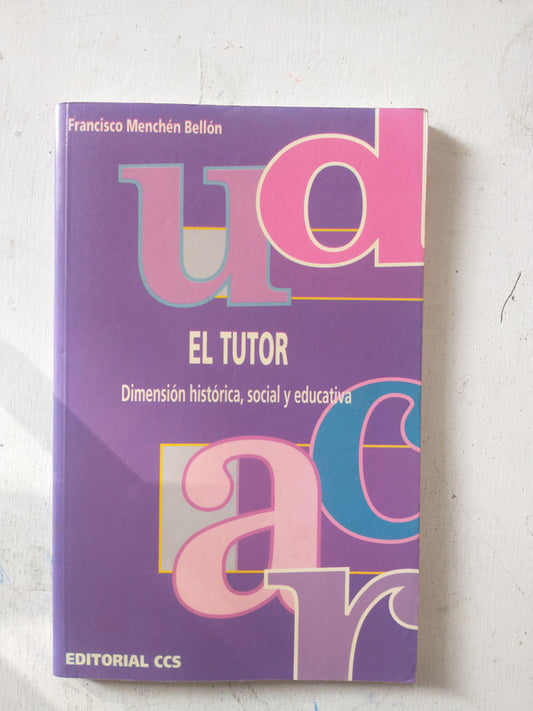 Francisco Menchén Bellón
u d
EL TUTOR
Dimensión histórica, social y educativa
c
a
r
EDITORIAL CCS